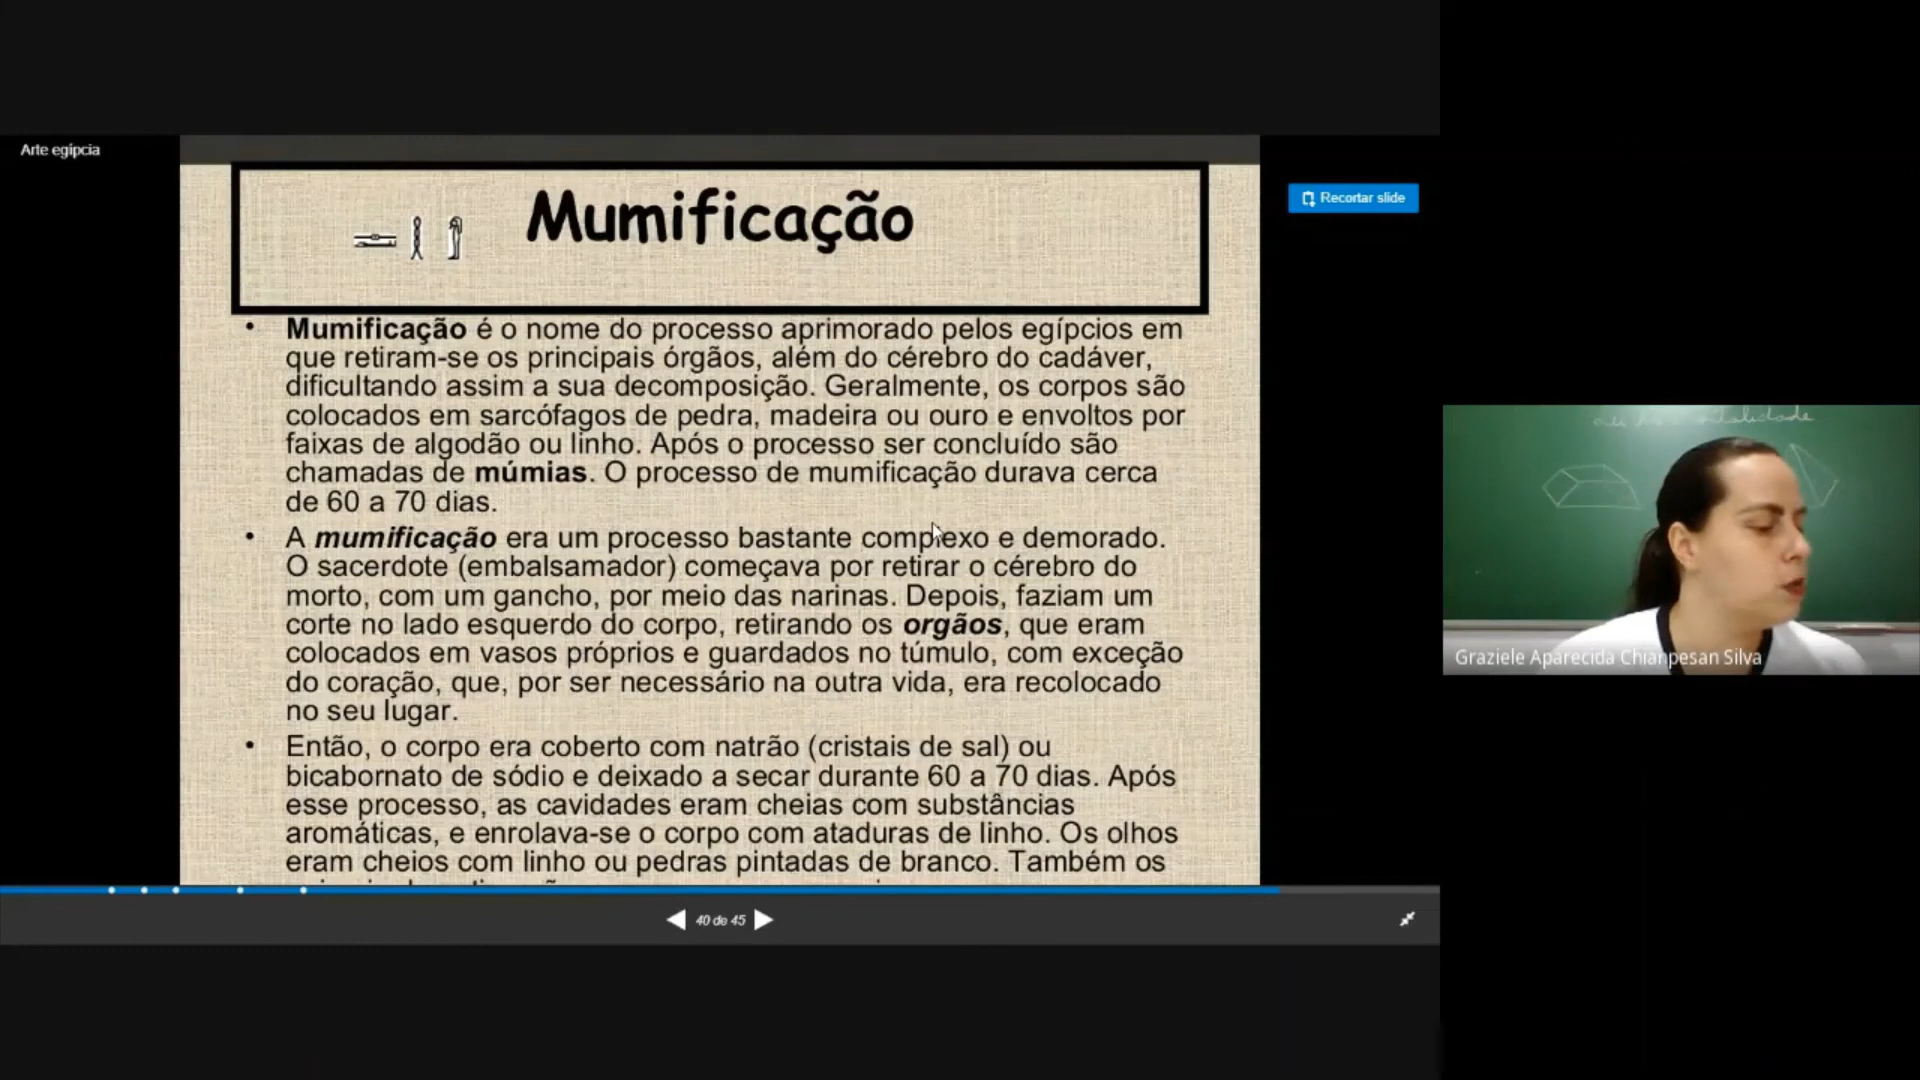 Arte egípcia
Recortar slide
Mumificação
• Mumificação é o nome do processo aprimorado pelos egípcios em
que retiram-se os principais órgãos, além do cérebro do cadáver,
dificultando assim a sua decomposição. Geralmente, os corpos são
colocados em sarcófagos de pedra, madeira ou ouro e envoltos por
faixas de algodão ou linho. Após o processo ser concluído são
chamadas de múmias. O processo de mumificação durava cerca
de 60 a 70 dias.
• A mumificação era um processo bastante complexo e demorado.
O sacerdote (embalsamador) começava por retirar o cérebro do
morto, com um gancho, por meio das narinas. Depois, faziam um
corte no lado esquerdo do corpo, retirando os orgãos, que eram
colocados em vasos próprios e guardados no túmulo, com exceção
do coração, que, por ser necessário na outra vida, era recolocado
no seu lugar.
• Então, o corpo era coberto com natrão (cristais de sal) ou
bicabornato de sódio e deixado a secar durante 60 a 70 dias. Após
esse processo, as cavidades eram cheias com substâncias
aromáticas, e enrolava-se o corpo com ataduras de linho. Os olhos
eram cheios com linho ou pedras pintadas de branco. Também os
40 de 45
Graziele Aparecida Chianpesan Silva